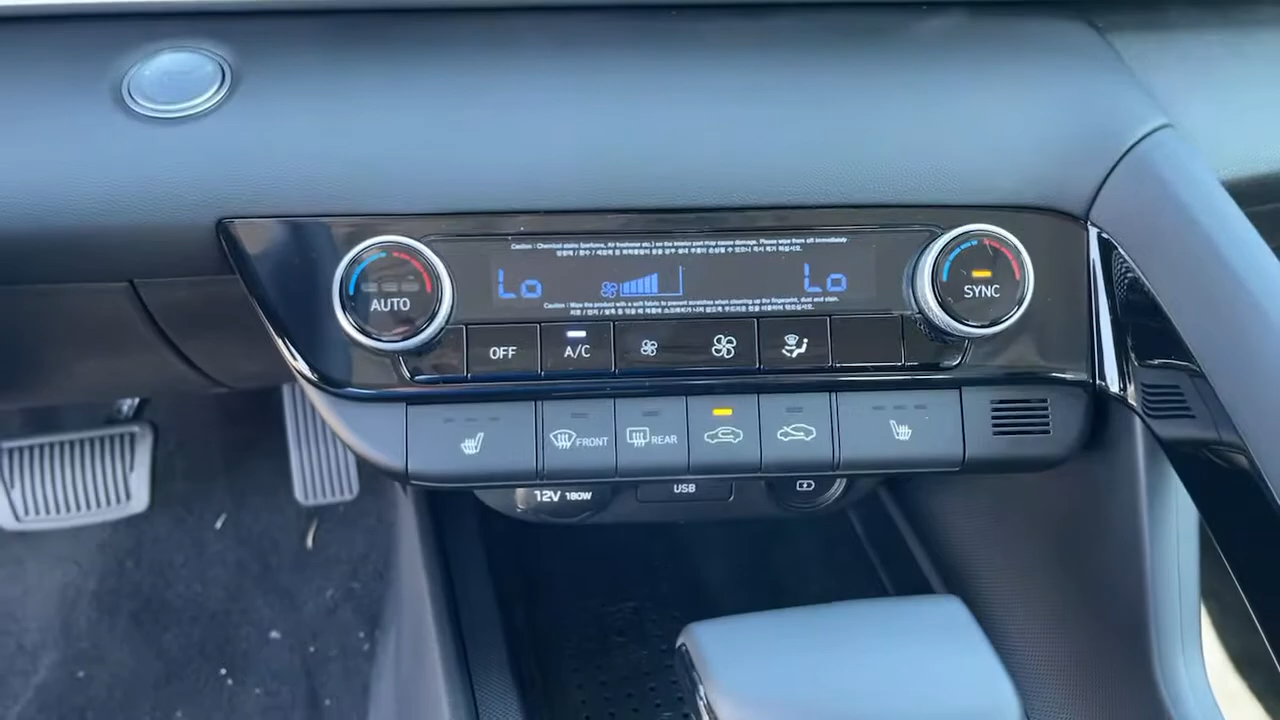 Caution : Chemical stains (perfume, Air freshener etc.) on the interior part may cause damage. Please wipe them off immediately
Lo
Lo
Caution : Wipe the product with a soft fabric to prevent scratches when cleaning up the fingerprint, dust and stain.
AUTO
SYNC
OFF
A/C
FRONT
REAR
12V 180W
USB